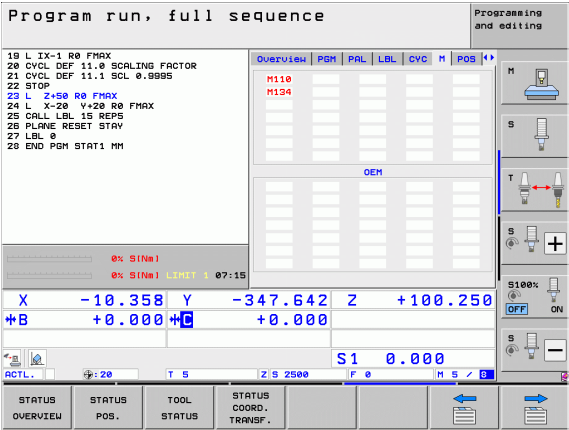 Program run, full sequence
Programming
and editing
19 L IX-1 R0 FMAX
20 CYCL DEF 11.0 SCALING FACTOR
21 CYCL DEF 11.1 SCL 0.9995
22 STOP
23 L Z+50 R0 FMAX
24 L X-20 Y+20 R0 FMAX
25 CALL LBL 15 REP5
26 PLANE RESET STAY
27 LBL 0
28 END PGM STAT1 MM
Overview PGM PAL LBL CYC M POS
M110
M134
OEM
0% S[Nm]
0% S[Nm] LIMIT 1 07:15
X -10.358 Y -347.642 Z +100.250
B +0.000 C +0.000
S1 0.000
ACTL. :20 T 5 Z S 2500 F 0 M 5 / 8
M
S
T
S
S100%
OFF ON
S
STATUS OVERVIEW
STATUS POS.
TOOL STATUS
STATUS COORD. TRANSF.